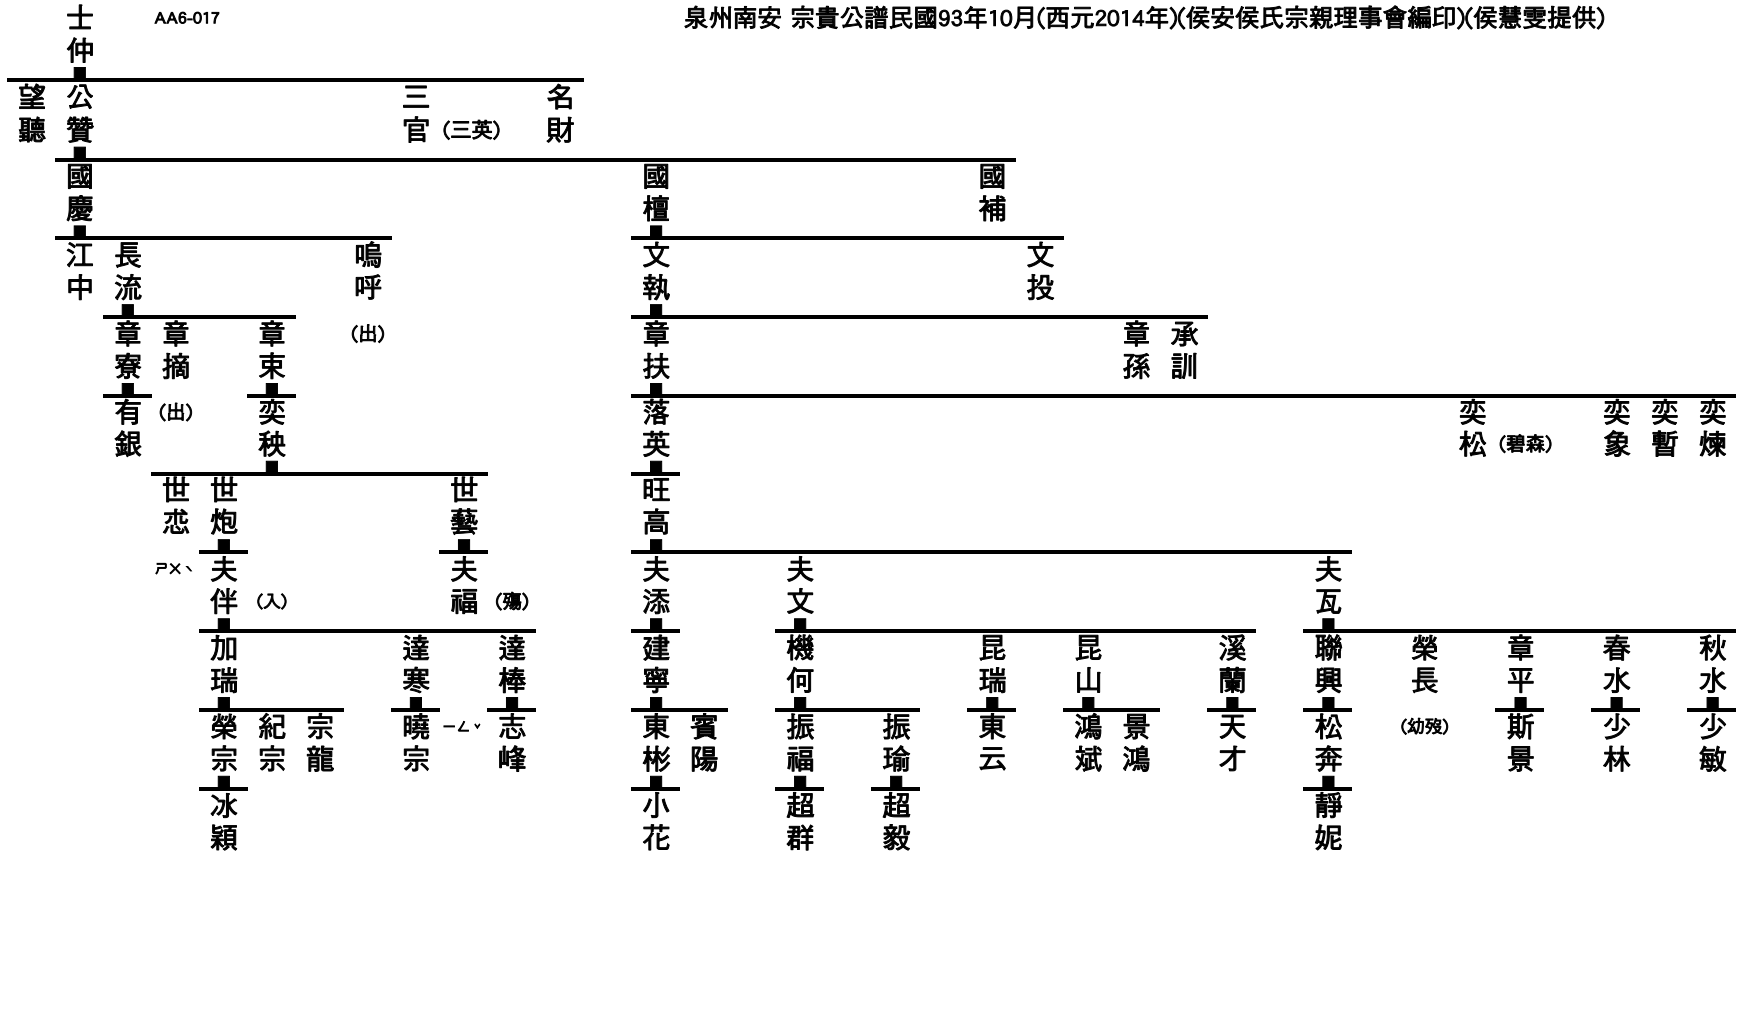 AA6-017
泉州南安 宗貴公譜民國93年10月(西元2014年)(侯安侯氏宗親理事會編印)(侯慧雯提供)
士仲
望聽 公贊 三官 (三英) 名財
國慶 國檀 國補
江中 長流 嗚呼 文執 文投
章寮 章摘 章束 (出) 章扶 章孫 承訓
有銀 (出) 奕秧 落英 奕松 (碧森) 奕象 奕暫 奕煉
世怸 世炮 世藝 旺高
ㄕㄨˋ 夫伴 (入) 夫福 (殤) 夫添 夫文 夫瓦
加瑞 達寒 達棒 建寧 機何 昆瑞 昆山 溪蘭 聯興 榮長 章平 春水 秋水
榮宗 紀宗 宗龍 曉宗 ㄧㄥˇ 志峰 東彬 賓陽 振福 振瑜 東云 鴻斌 景鴻 天才 松奔 (幼歿) 斯景 少林 少敏
冰穎 小花 超群 超毅 靜妮